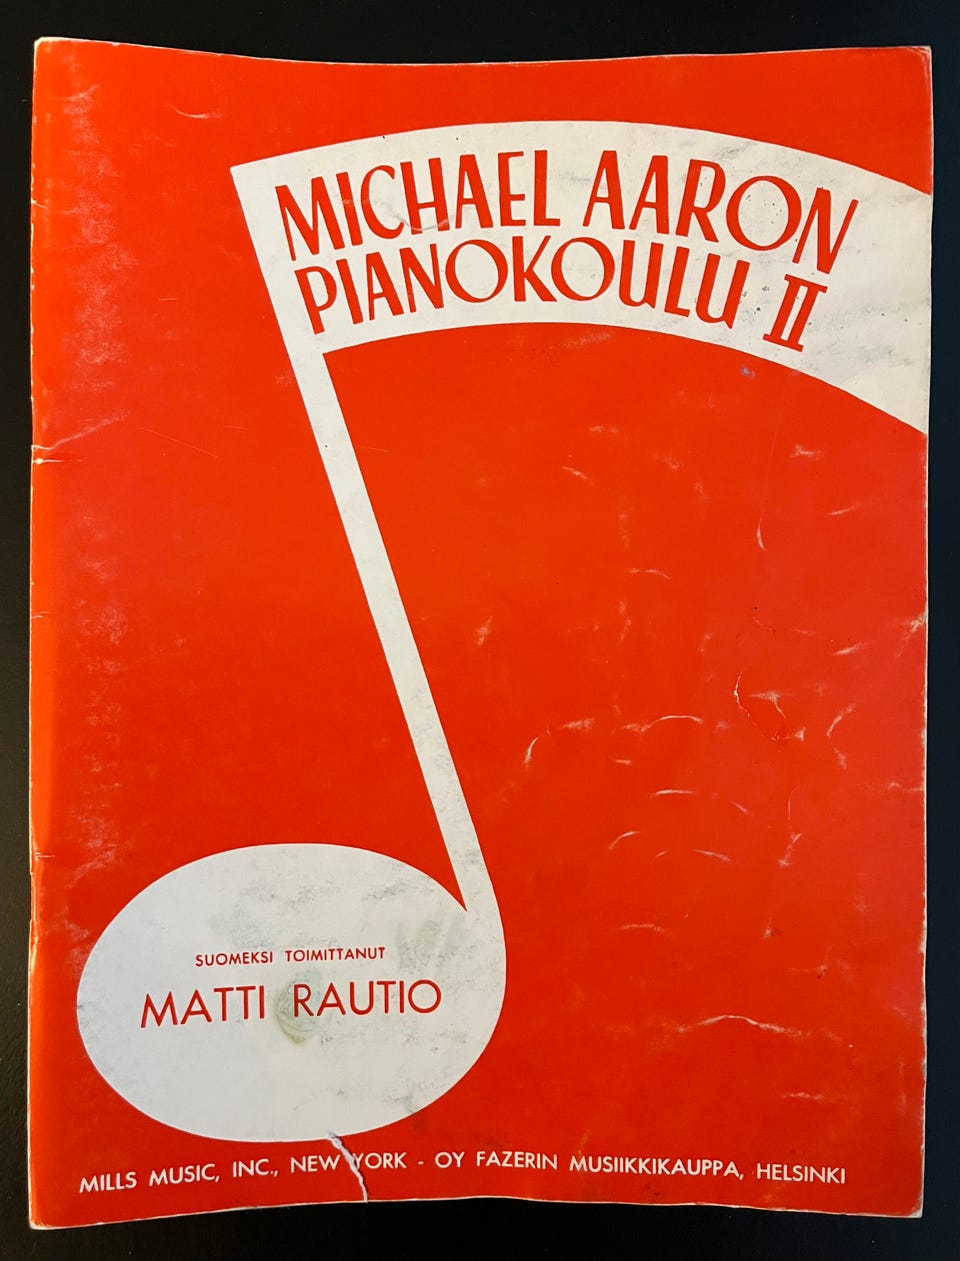 MICHAEL AARON
PIANOKOULU II
SUOMEKSI TOIMITTANUT
MATTI RAUTIO
MILLS MUSIC, INC., NEW YORK - OY FAZERIN MUSIIKKIKAUPPA, HELSINKI